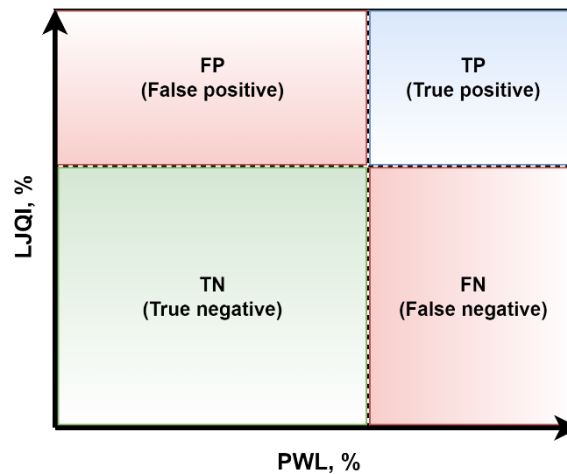 FP
(False positive)
TP
(True positive)
LJQI, %
TN
(True negative)
FN
(False negative)
PWL, %